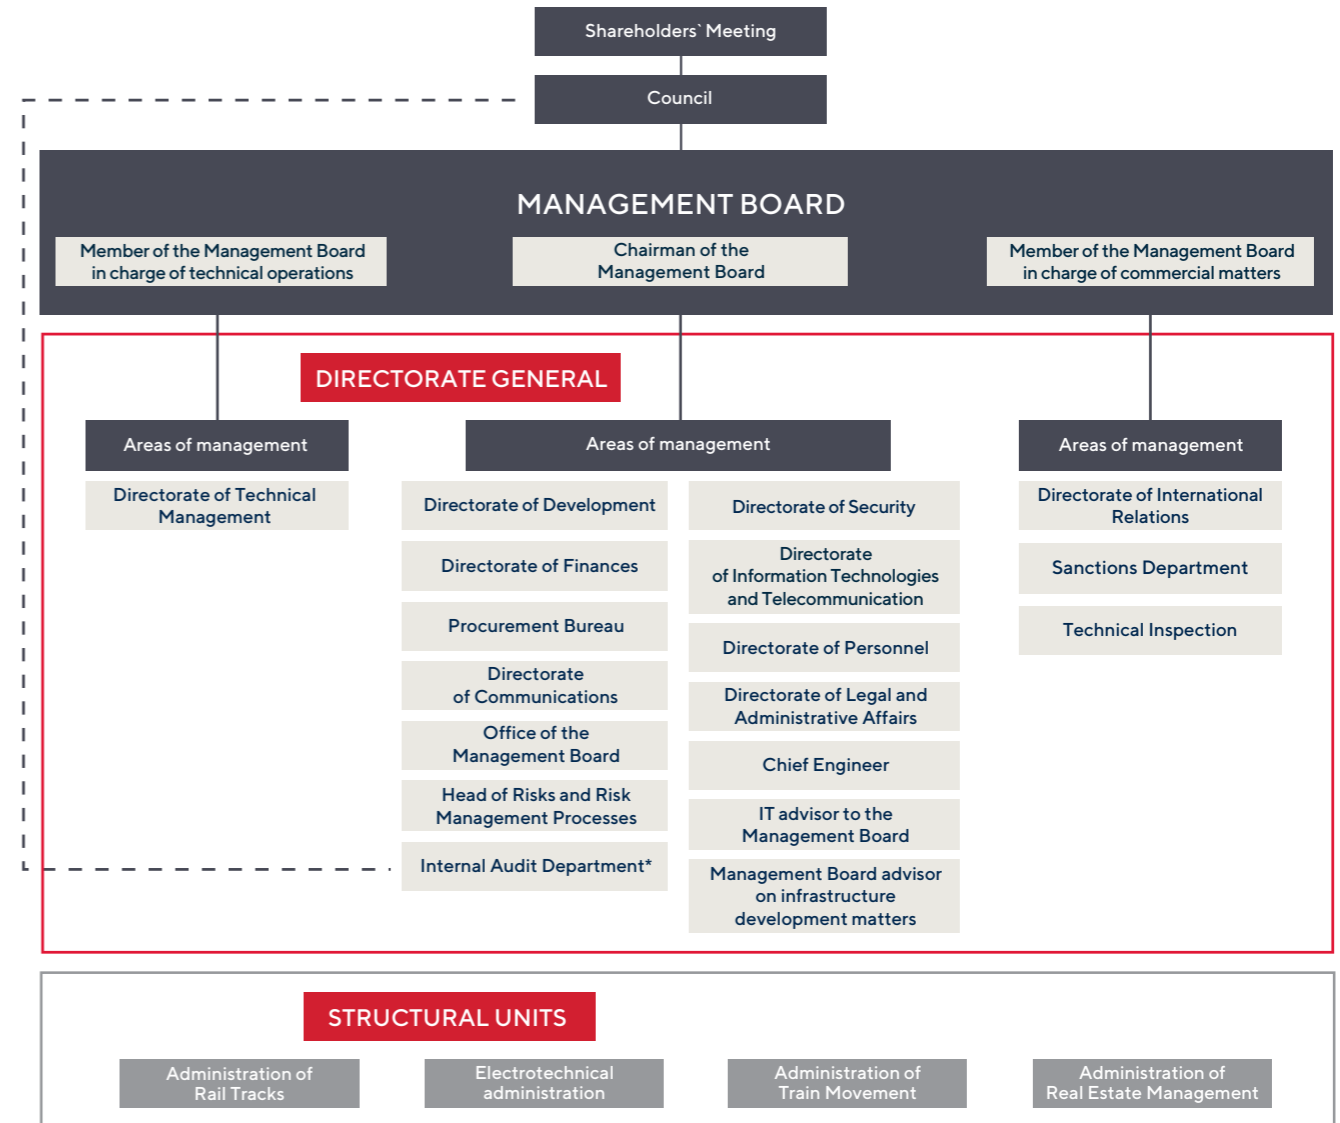 Shareholders` Meeting
Council
MANAGEMENT BOARD
Member of the Management Board
in charge of technical operations
Chairman of the
Management Board
Member of the Management Board
in charge of commercial matters
DIRECTORATE GENERAL
Areas of management
Directorate of Technical
Management
Areas of management
Directorate of Development
Directorate of Finances
Procurement Bureau
Directorate
of Communications
Office of the
Management Board
Head of Risks and Risk
Management Processes
Internal Audit Department*
Directorate of Security
Directorate
of Information Technologies
and Telecommunication
Directorate of Personnel
Directorate of Legal and
Administrative Affairs
Chief Engineer
IT advisor to the
Management Board
Management Board advisor
on infrastructure
development matters
Areas of management
Directorate of International
Relations
Sanctions Department
Technical Inspection
STRUCTURAL UNITS
Administration of
Rail Tracks
Electrotechnical
administration
Administration of
Train Movement
Administration of
Real Estate Management